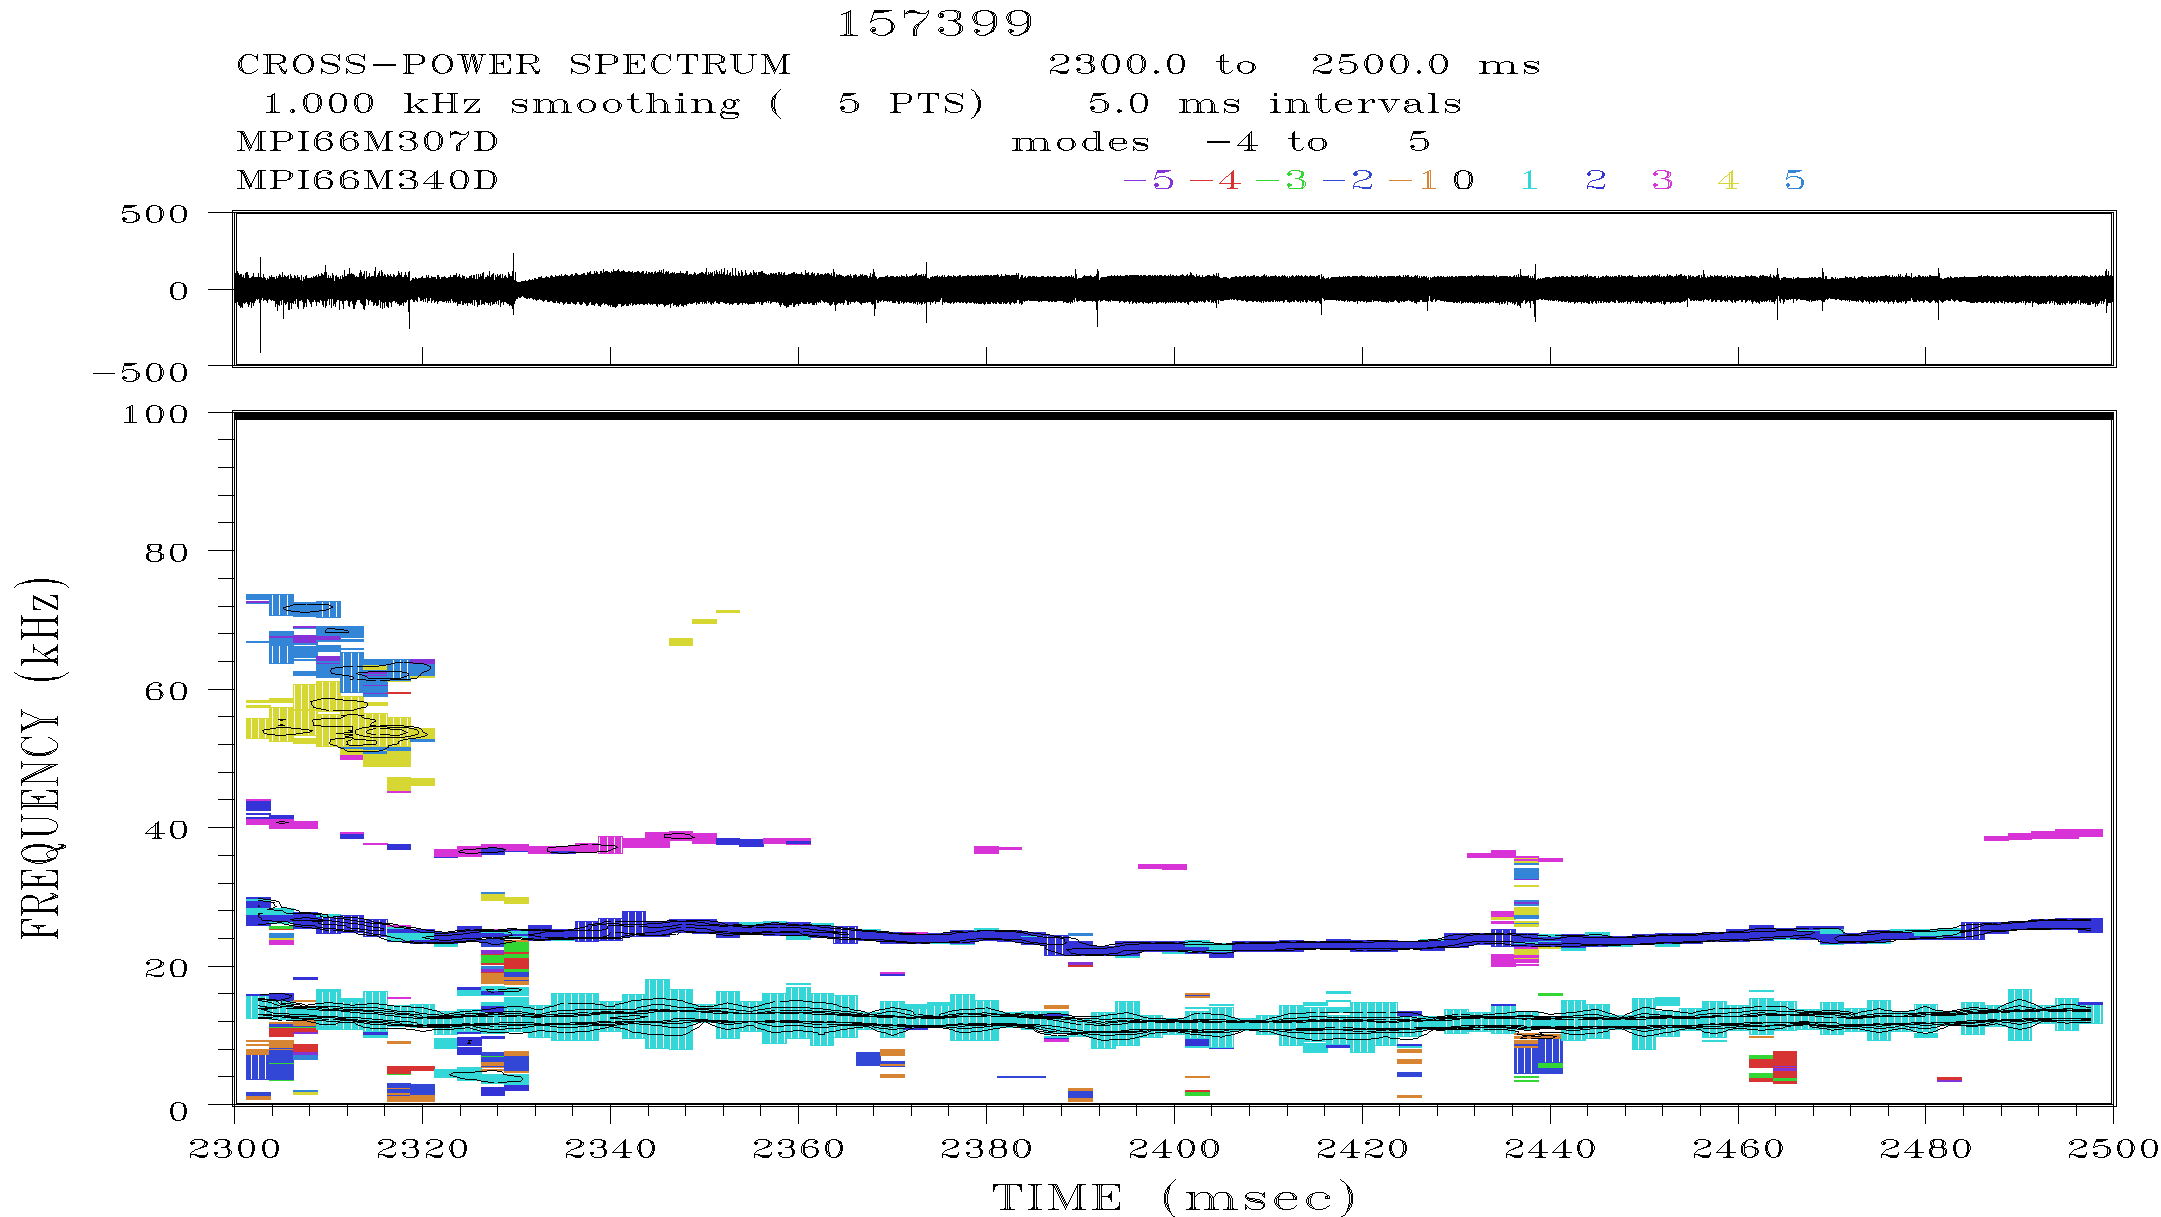 157399
CROSS-POWER SPECTRUM 2300.0 to 2500.0 ms
1.000 kHz smoothing ( 5 PTS) 5.0 ms intervals
MPI66M307D modes -4 to 5
MPI66M340D -5 -4 -3 -2 -1 0 1 2 3 4 5
500
0
-500
100
80
60
40
20
0
FREQUENCY (kHz)
2300 2320 2340 2360 2380 2400 2420 2440 2460 2480 2500
TIME (msec)